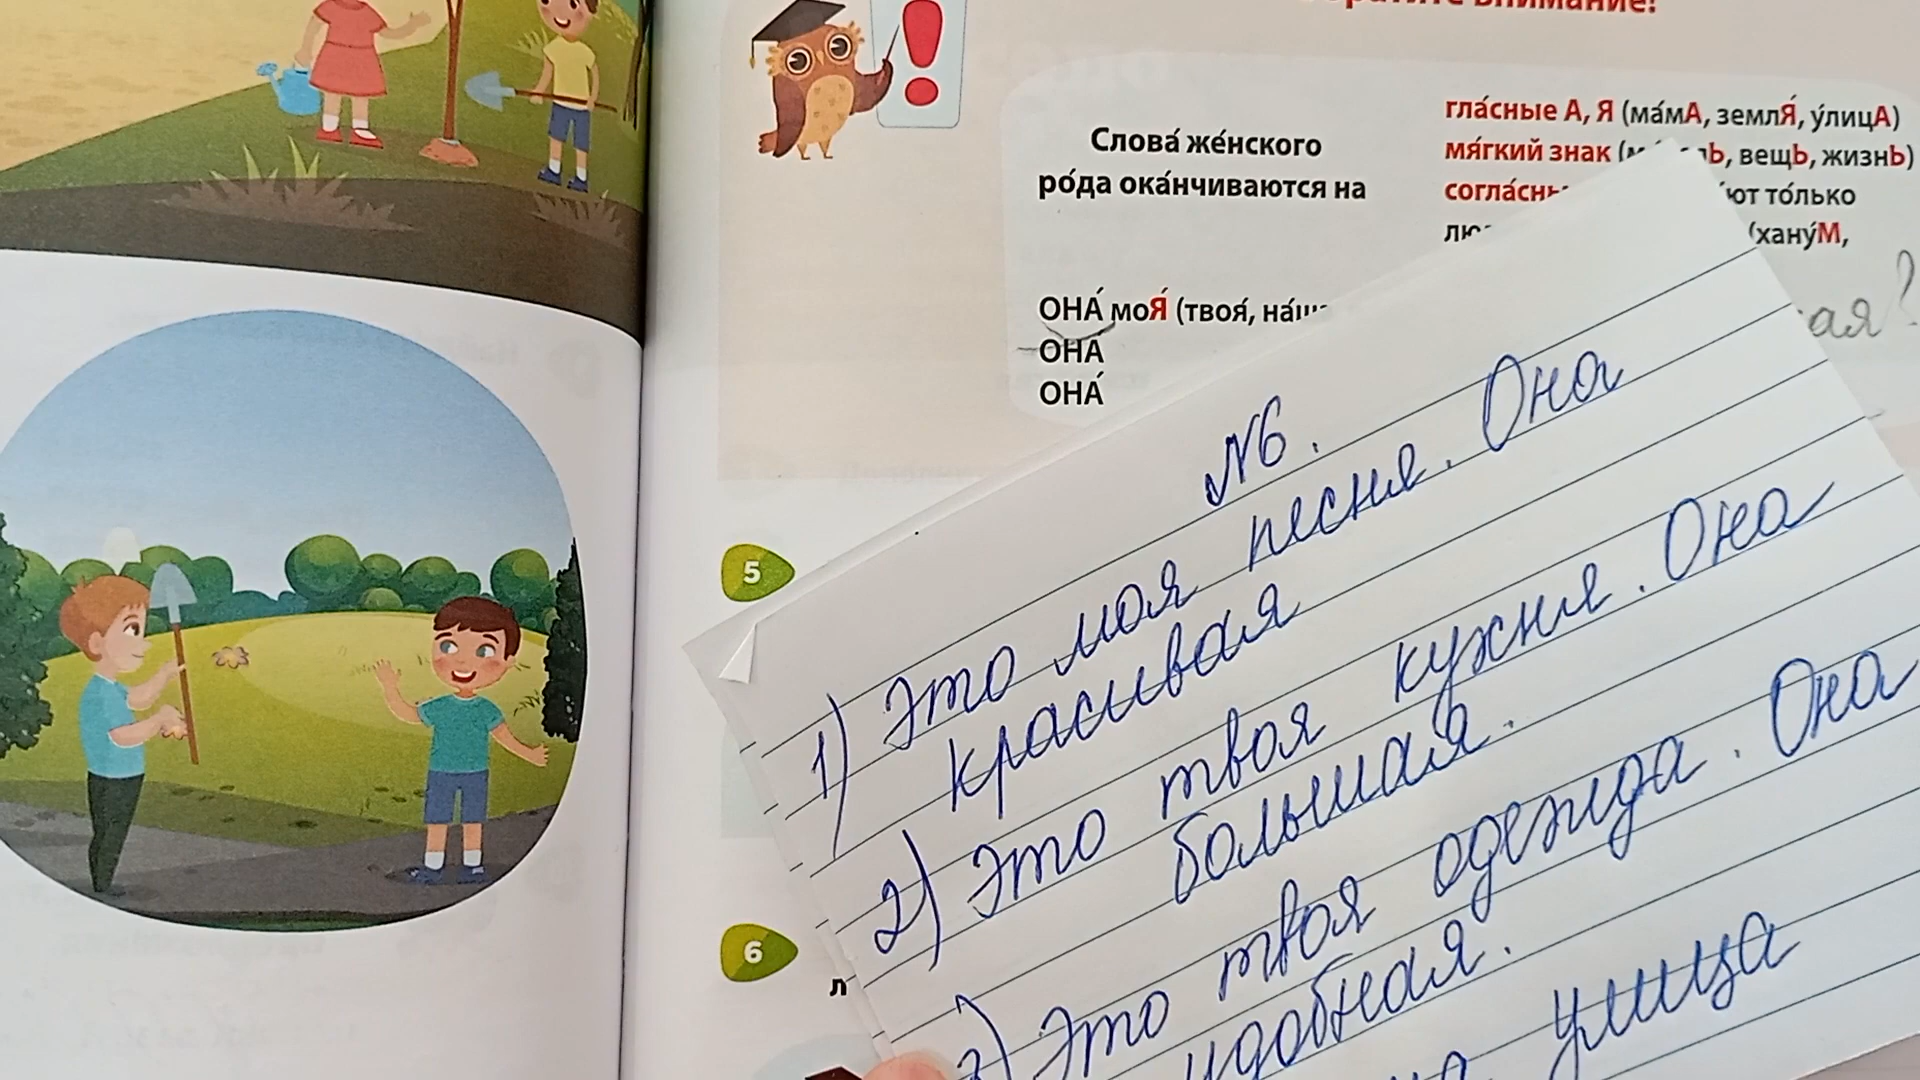 внимание!
Слова́ же́нского
ро́да ока́нчиваются на
гла́сные А, Я (ма́мА, землЯ́, у́лицА)
мя́гкий знак вещЬ, жизнЬ)
то́лько
(хану́М,
ОНА́ моЯ́ (твоя́,
ОНА́
ОНА́
5
6
№6.
1) Это моя песня. Она
красивая
2) Это твоя кухня. Она
большая.
3) Это твоя одежда. Она
удобная.
улица